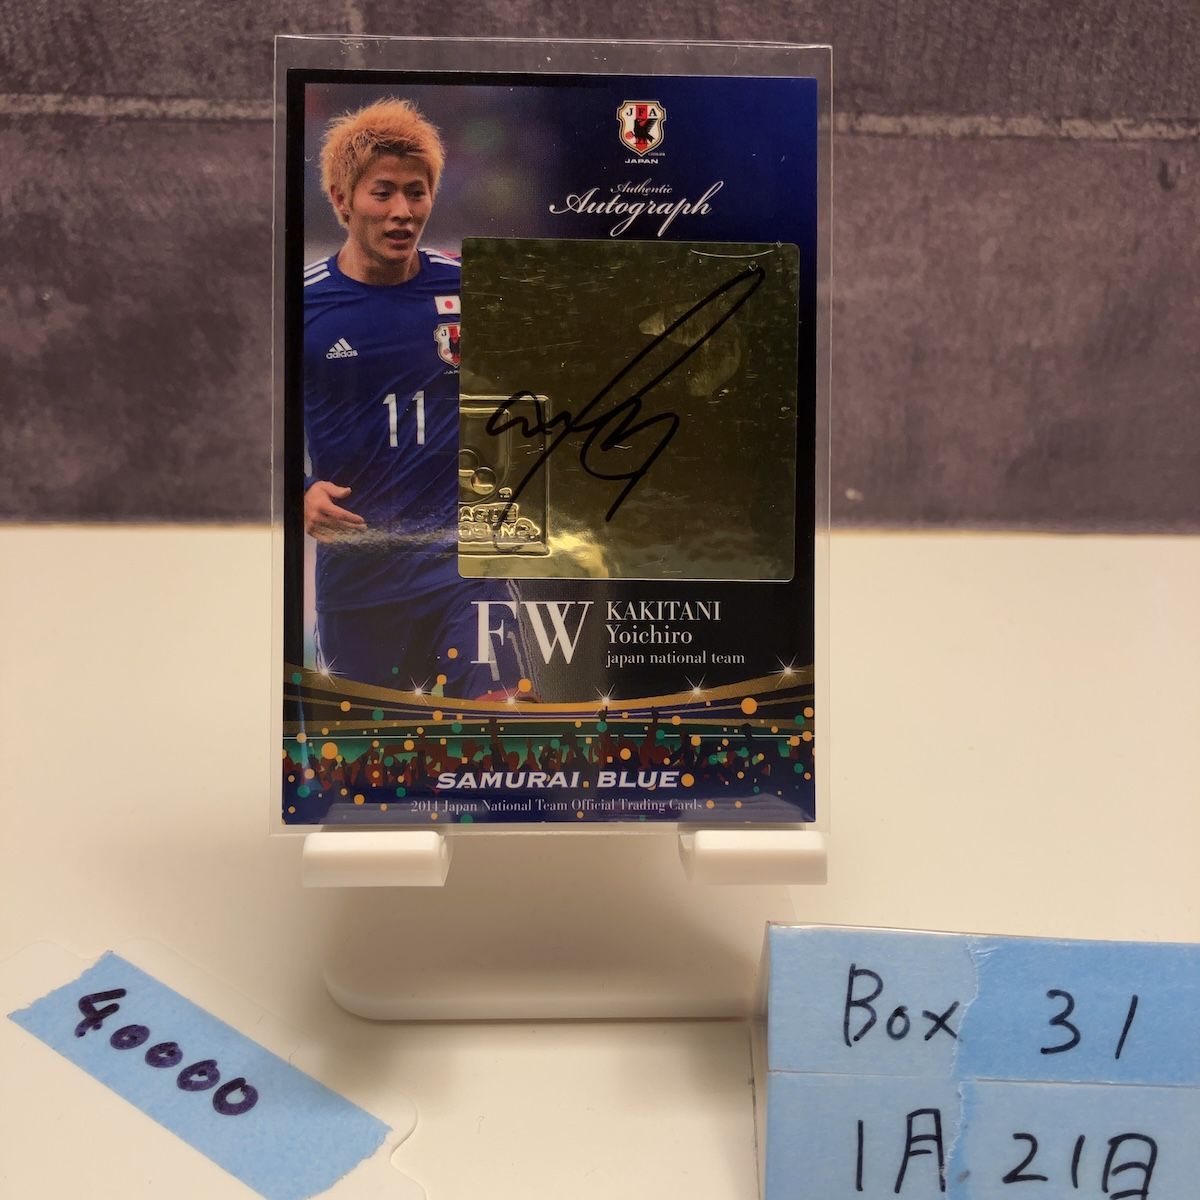 JFA
JAPAN
Authentic
Autograph
adidas
11
FW
KAKITANI
Yoichiro
japan national team
SAMURAI BLUE
2014 Japan National Team Official Trading Cards
40000
Box 31
1月21日